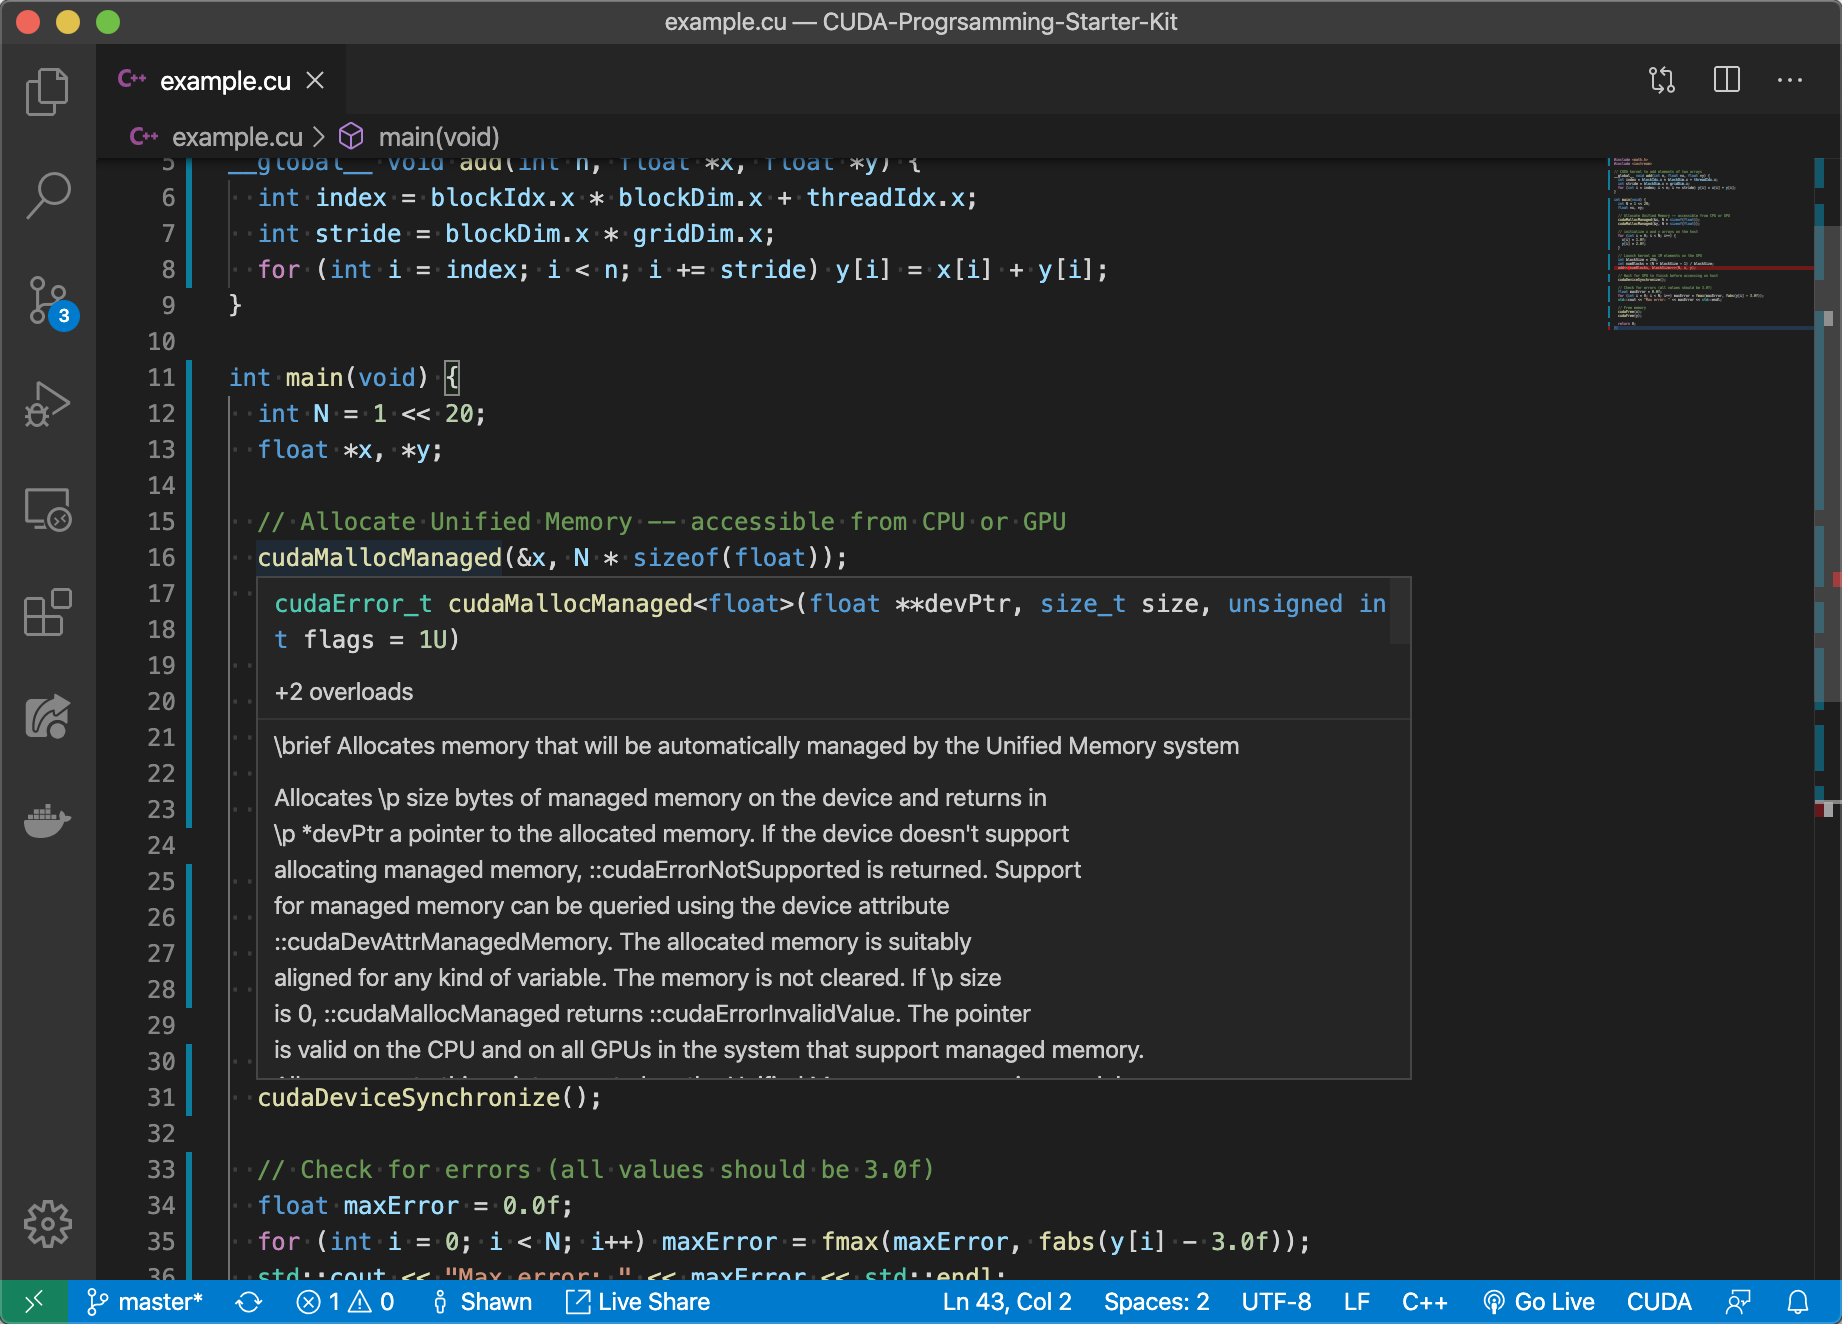 example.cu — CUDA-Progrsamming-Starter-Kit
C++ example.cu
C++ example.cu > main(void)
5 __global__ void add(int n, float *x, float *y) {
6 int index = blockIdx.x * blockDim.x + threadIdx.x;
7 int stride = blockDim.x * gridDim.x;
8 for (int i = index; i < n; i += stride) y[i] = x[i] + y[i];
9 }
10
11 int main(void) {
12 int N = 1 << 20;
13 float *x, *y;
14
15 // Allocate Unified Memory -- accessible from CPU or GPU
16 cudaMallocManaged(&x, N * sizeof(float));
17
18
19
20
21
22
23
24
25
26
27
28
29
30
cudaError_t cudaMallocManaged<float>(float **devPtr, size_t size, unsigned in
t flags = 1U)
+2 overloads
\brief Allocates memory that will be automatically managed by the Unified Memory system
Allocates \p size bytes of managed memory on the device and returns in
\p *devPtr a pointer to the allocated memory. If the device doesn't support
allocating managed memory, ::cudaErrorNotSupported is returned. Support
for managed memory can be queried using the device attribute
::cudaDevAttrManagedMemory. The allocated memory is suitably
aligned for any kind of variable. The memory is not cleared. If \p size
is 0, ::cudaMallocManaged returns ::cudaErrorInvalidValue. The pointer
is valid on the CPU and on all GPUs in the system that support managed memory.
31 cudaDeviceSynchronize();
32
33 // Check for errors (all values should be 3.0f)
34 float maxError = 0.0f;
35 for (int i = 0; i < N; i++) maxError = fmax(maxError, fabs(y[i] - 3.0f));
36 std::cout << "Max error: " << maxError << std::endl;
3
master* 1 0 Shawn Live Share Ln 43, Col 2 Spaces: 2 UTF-8 LF C++ Go Live CUDA